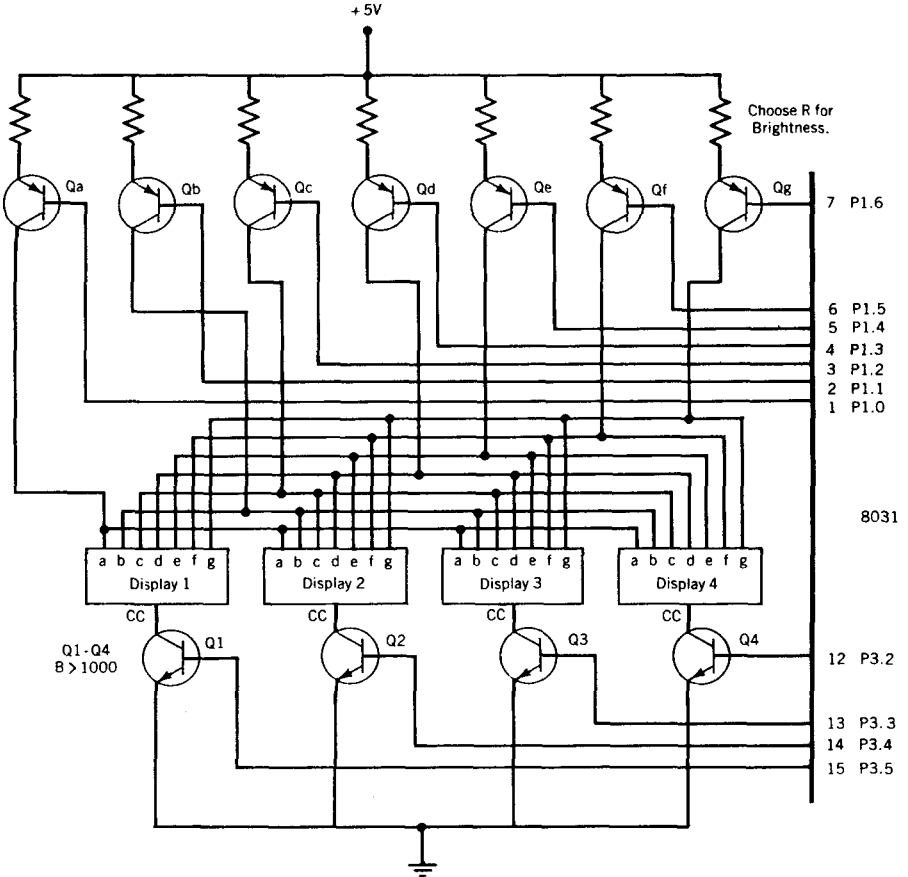 + 5V
Choose R for
Brightness.
Qa
Qb
Qc
Qd
Qe
Qf
Qg
7 P1.6
6 P1.5
5 P1.4
4 P1.3
3 P1.2
2 P1.1
1 P1.0
8031
a b c d e f g
Display 1
a b c d e f g
Display 2
a b c d e f g
Display 3
a b c d e f g
Display 4
CC
CC
CC
CC
Q1-Q4
B > 1000
Q1
Q2
Q3
Q4
12 P3.2
13 P3.3
14 P3.4
15 P3.5